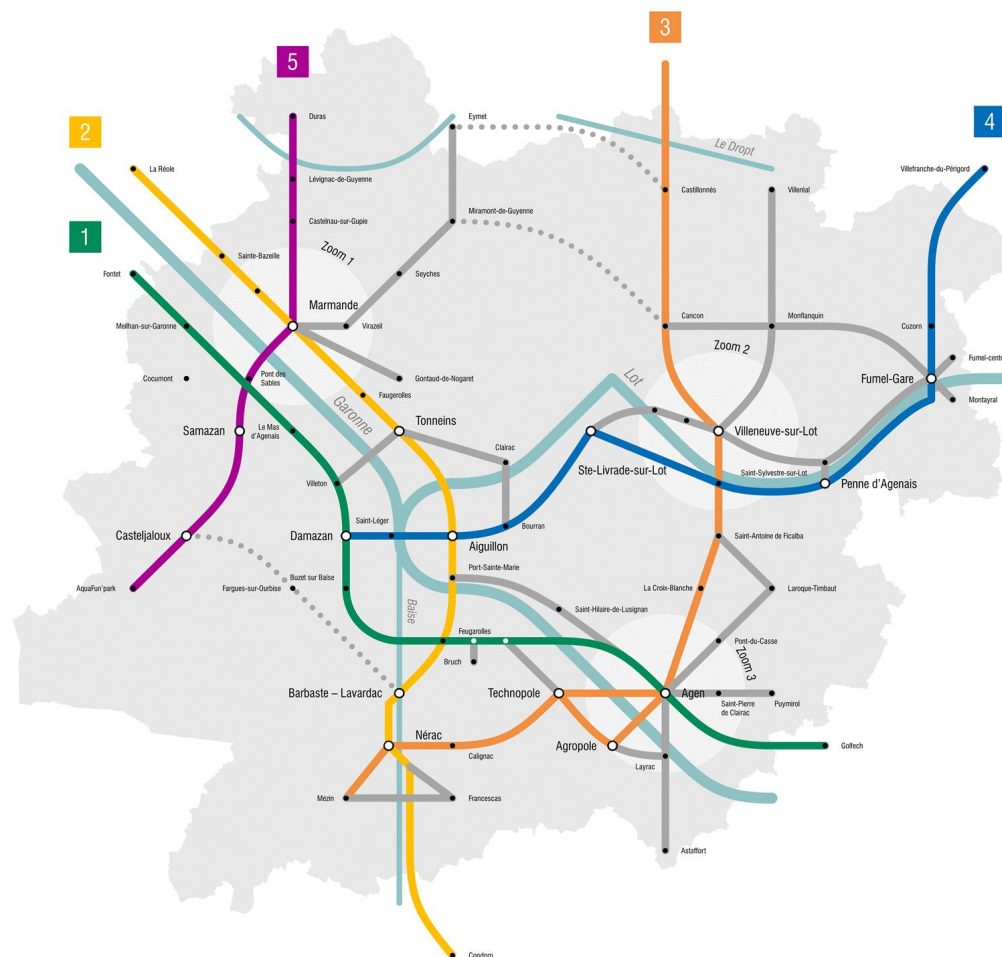 3
5
Duras
Eymet
2
4
Le Dropt
La Réole
Villefranche-du-Périgord
Lévignac-de-Guyenne
Castillonnès
Villeréal
Castelnau-sur-Gupie
Miramont-de-Guyenne
1
Zoom 1
Sainte-Bazeille
Fontet
Seyches
Marmande
Meilhan-sur-Garonne
Virazeil
Cancon
Monflanquin
Cuzorn
Zoom 2
Fumel-centr
Cocumont
Pont des
Sables
Gontaud-de-Nogaret
Lot
Fumel-Gare
Faugerolles
Garonne
Montayral
Tonneins
Samazan
Le Mas
d'Agenais
Villeneuve-sur-Lot
Clairac
Ste-Livrade-sur-Lot
Saint-Sylvestre-sur-Lot
Villeton
Penne d'Agenais
Saint-Léger
Bourran
Casteljaloux
Damazan
Aiguillon
Saint-Antoine de Ficalba
Port-Sainte-Marie
Buzet sur Baïse
AquaFun'park
Fargues-sur-Ourbise
La Croix-Blanche
Laroque-Timbaut
Baïse
Saint-Hilaire-de-Lusignan
Feugarolles
Pont-du-Casse
Zoom 3
Bruch
Barbaste – Lavardac
Technopole
Agen
Saint-Pierre
de Clairac
Puymirol
Nérac
Calignac
Agropole
Layrac
Golfech
Mézin
Francescas
Astaffort
Condom